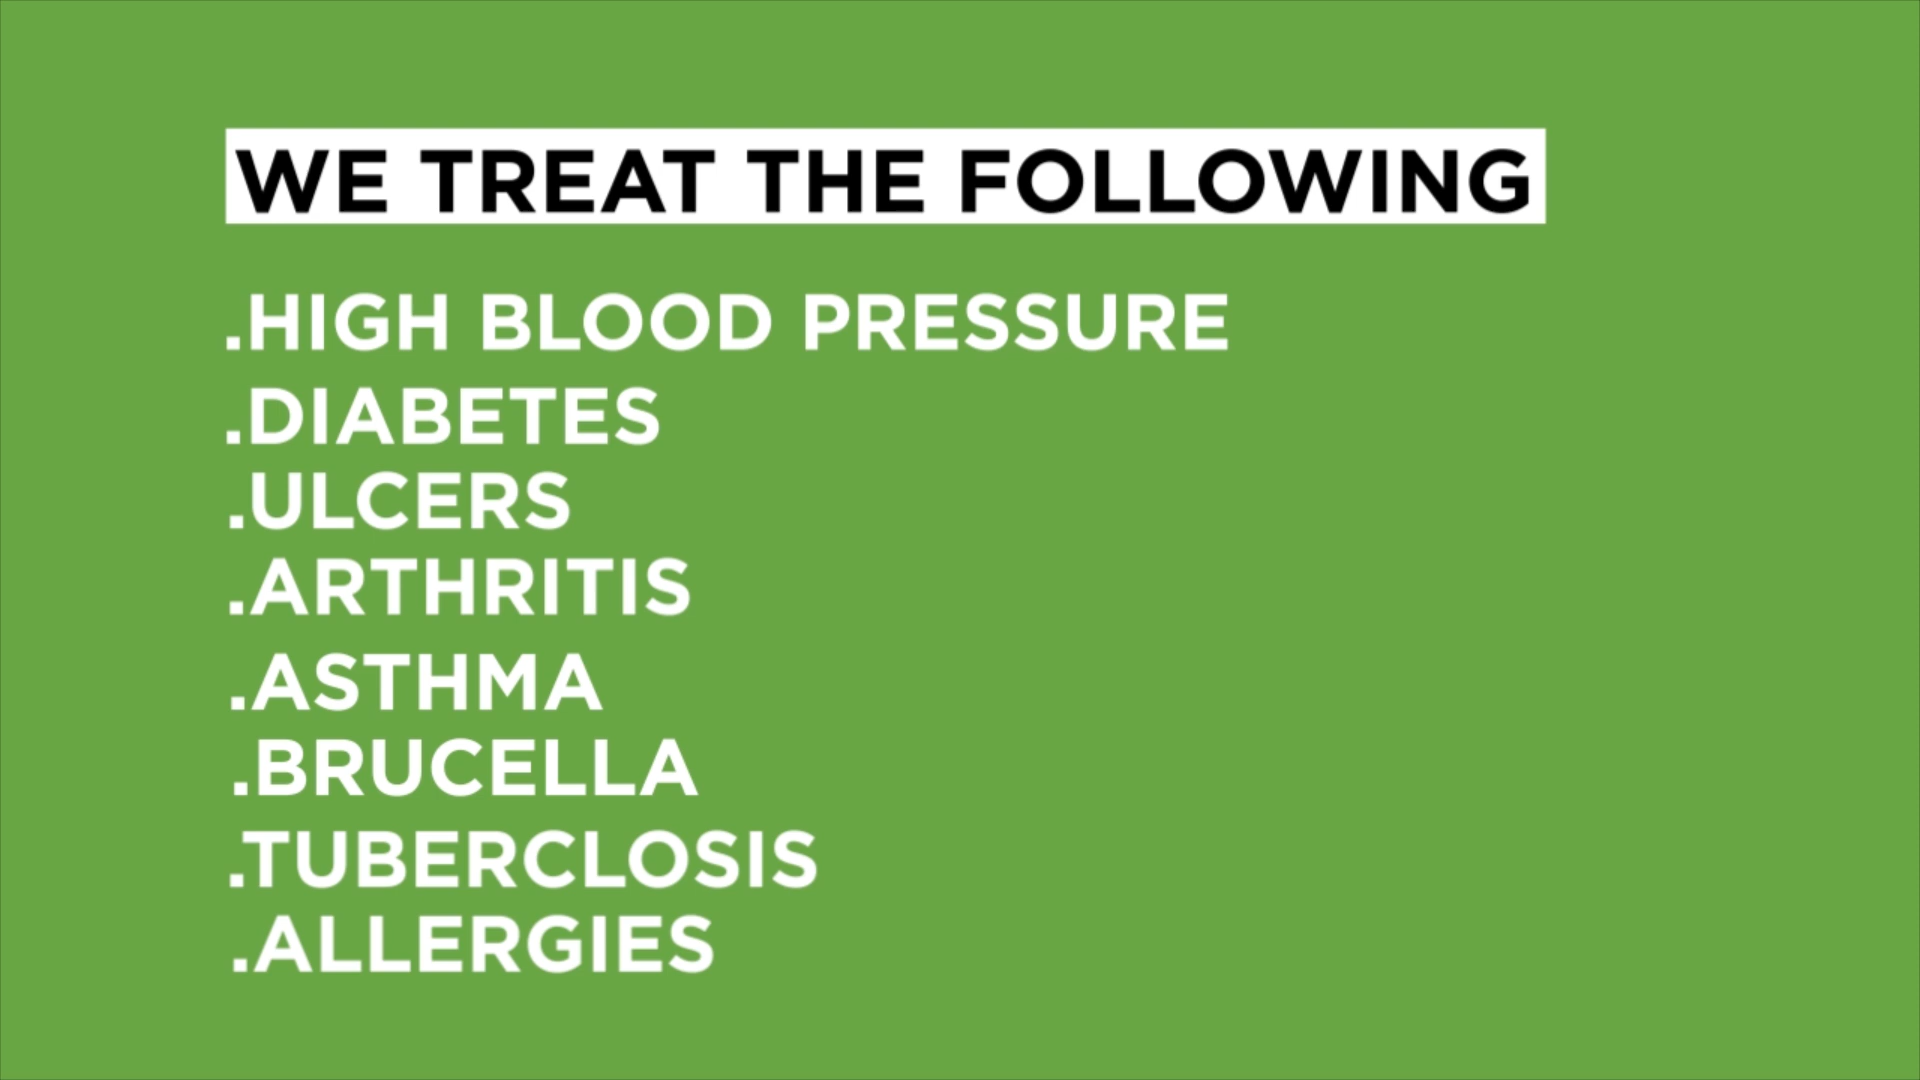 WE TREAT THE FOLLOWING
.HIGH BLOOD PRESSURE
.DIABETES
.ULCERS
.ARTHRITIS
.ASTHMA
.BRUCELLA
.TUBERCLOSIS
.ALLERGIES